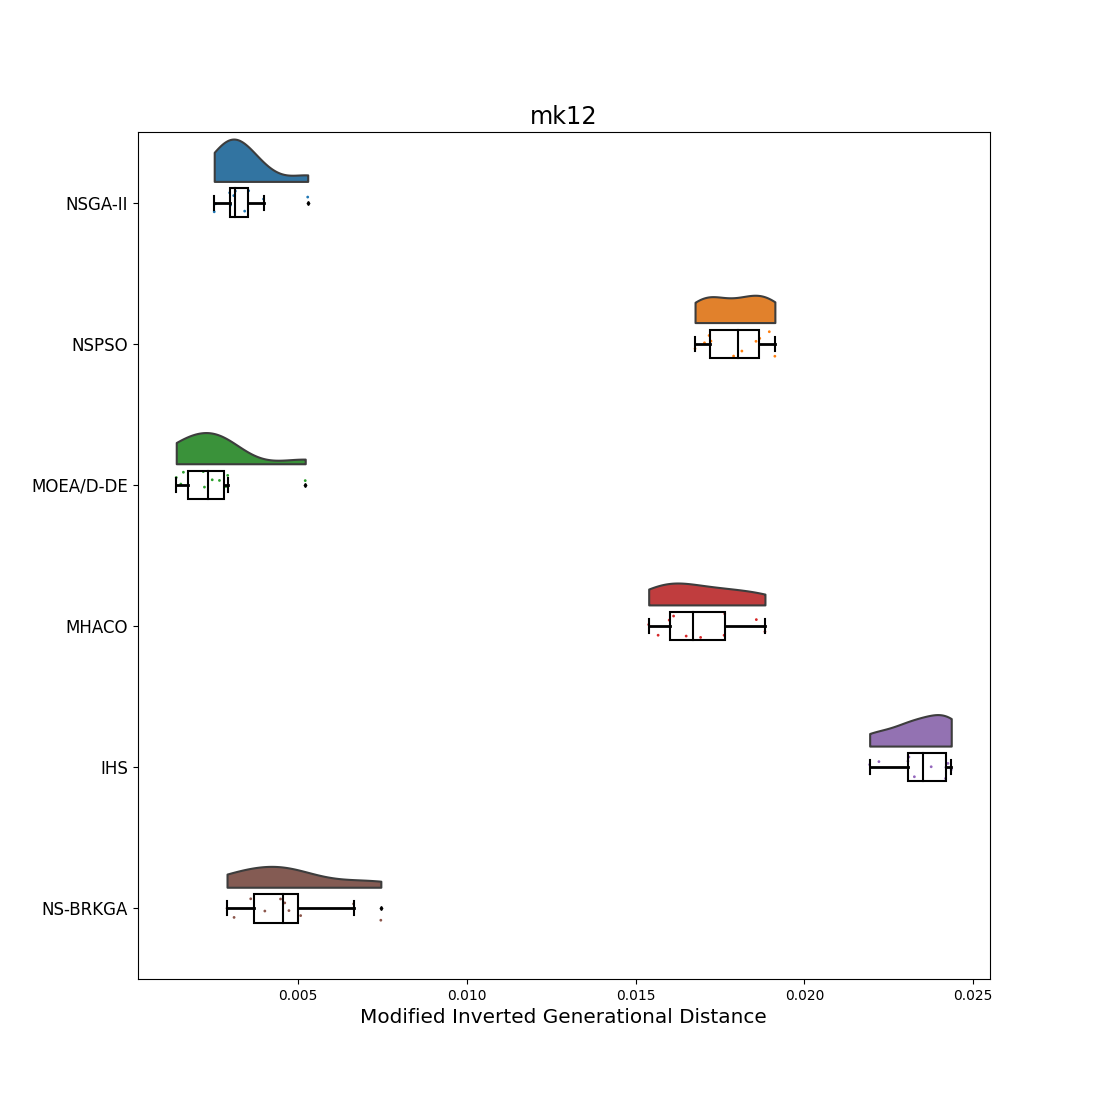 mk12
NSGA-II
NSPSO
MOEA/D-DE
MHACO
IHS
NS-BRKGA
0.005 0.010 0.015 0.020 0.025
Modified Inverted Generational Distance